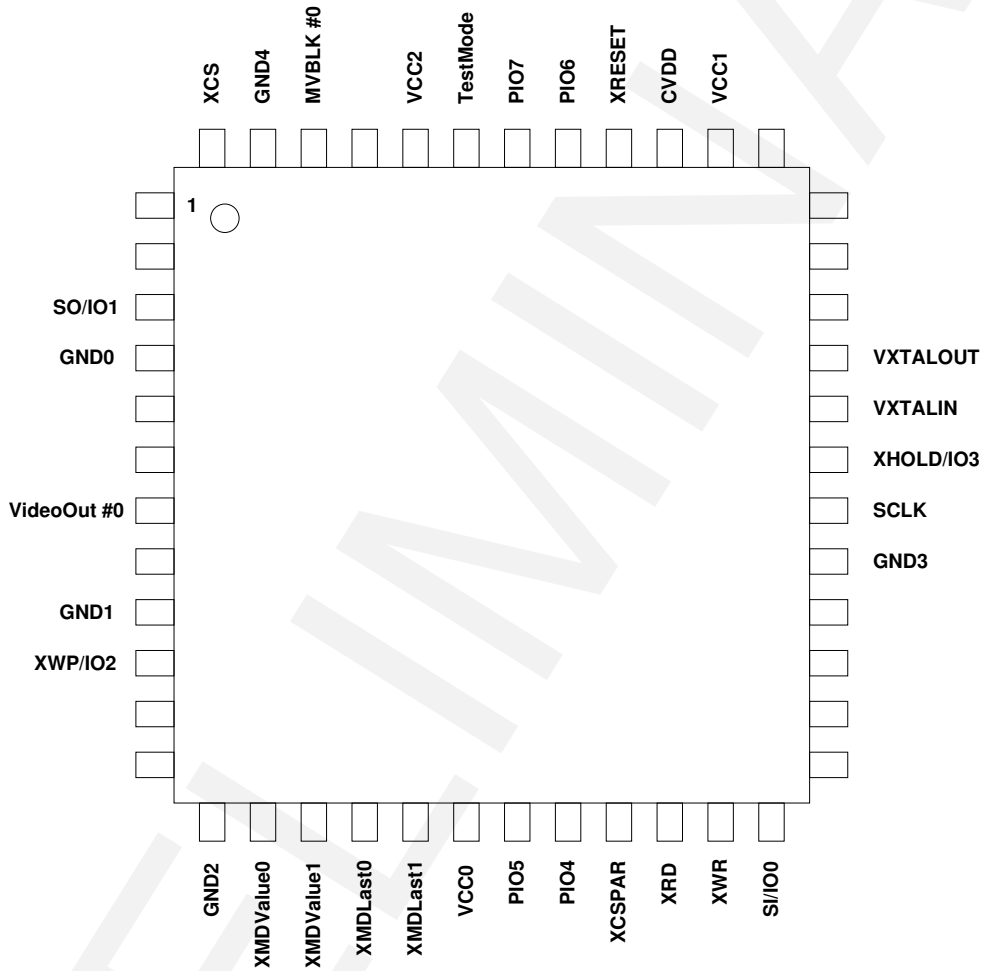 XCS
GND4
MVBLK #0
VCC2
TestMode
PIO7
PIO6
XRESET
CVDD
VCC1
1
SO/IO1
GND0
VideoOut #0
GND1
XWP/IO2
VXTALOUT
VXTALIN
XHOLD/IO3
SCLK
GND3
GND2
XMDValue0
XMDValue1
XMDLast0
XMDLast1
VCC0
PIO5
PIO4
XCSPAR
XRD
XWR
SI/IO0
ELIMINA